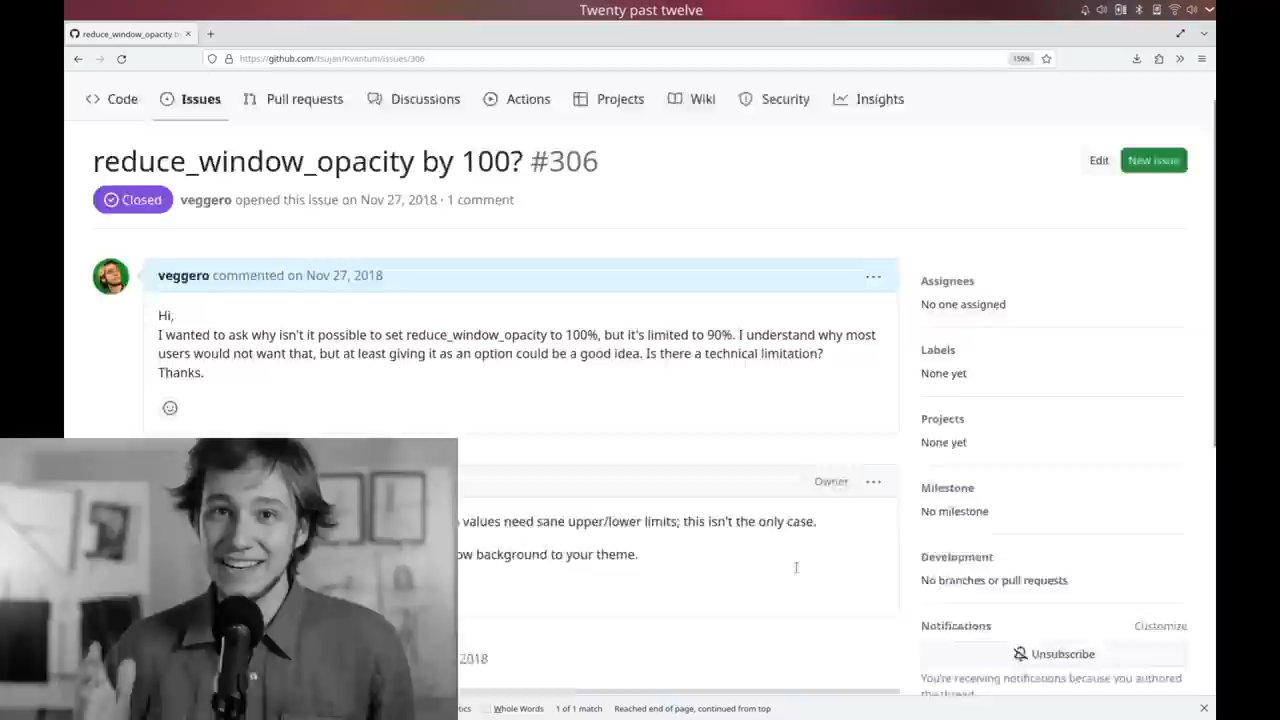 Twenty past twelve
reduce_window_opacity b
https://github.com/tsujan/Kvantum/issues/306
150%
Code
Issues
Pull requests
Discussions
Actions
Projects
Wiki
Security
Insights
reduce_window_opacity by 100? #306
Edit
New issue
Closed
veggero opened this issue on Nov 27, 2018 · 1 comment
veggero commented on Nov 27, 2018
Hi,
I wanted to ask why isn't it possible to set reduce_window_opacity to 100%, but it's limited to 90%. I understand why most
users would not want that, but at least giving it as an option could be a good idea. Is there a technical limitation?
Thanks.
Owner
values need sane upper/lower limits; this isn't the only case.
ow background to your theme.
2018
Assignees
No one assigned
Labels
None yet
Projects
None yet
Milestone
No milestone
Development
No branches or pull requests
Notifications
Customize
Unsubscribe
You're receiving notifications because you authored
the thread.
tics
Whole Words
1 of 1 match
Reached end of page, continued from top